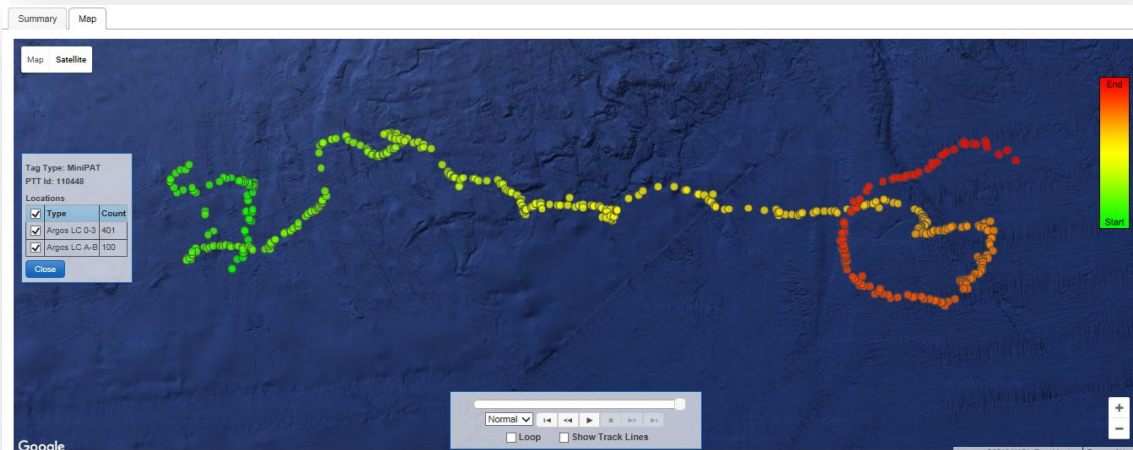 Summary Map
Map Satellite
End
Tag Type: MiniPAT
PTT Id: 110448
Locations
Type Count
Argos LC 0-3 401
Argos LC A-B 100
Start
Close
Normal
Loop Show Track Lines
+
−
Google